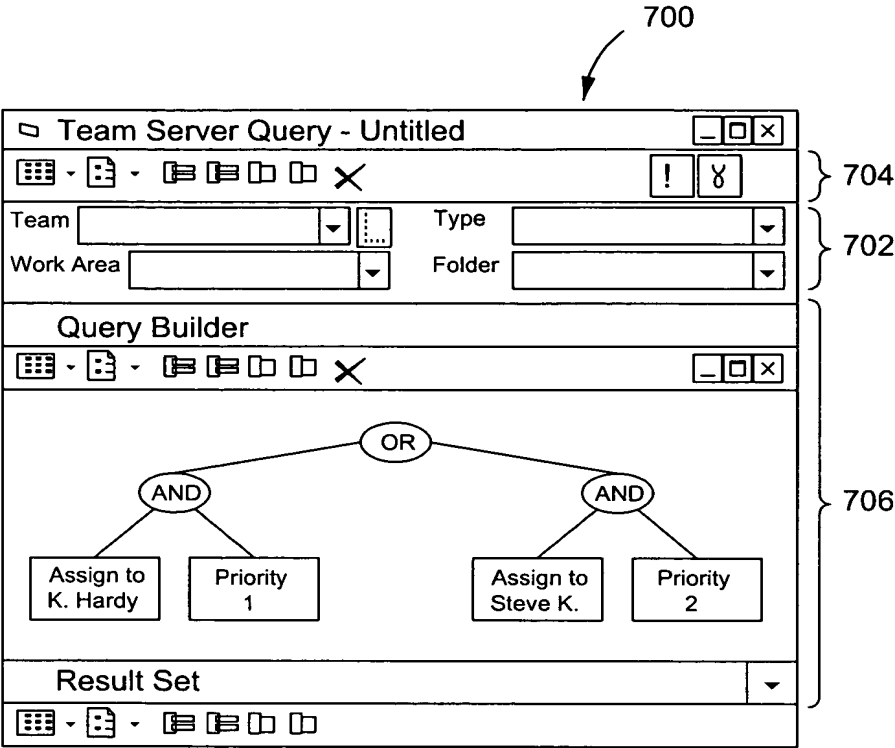 700
Team Server Query - Untitled
!
704
Team
Type
702
Work Area
Folder
Query Builder
OR
AND
AND
706
Assign to
K. Hardy
Priority
1
Assign to
Steve K.
Priority
2
Result Set